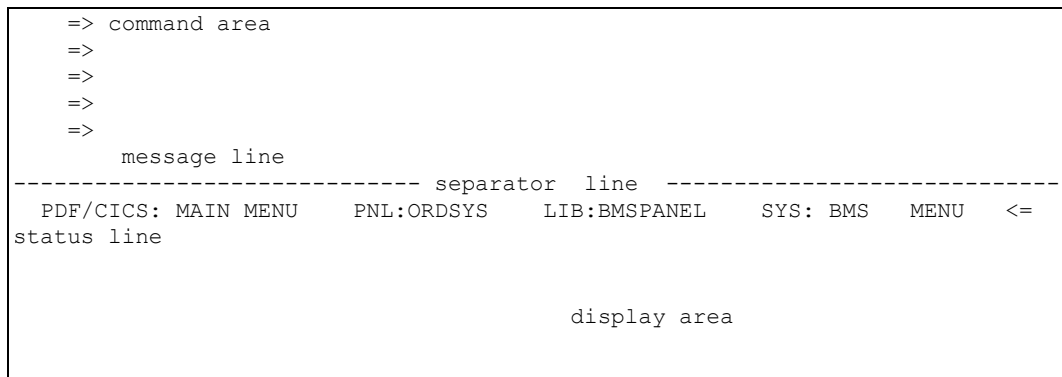 => command area
=>
=>
=>
=>
message line
------------------------------ separator line -----------------------------
PDF/CICS: MAIN MENU PNL:ORDSYS LIB:BMSPANEL SYS: BMS MENU <=
status line
display area